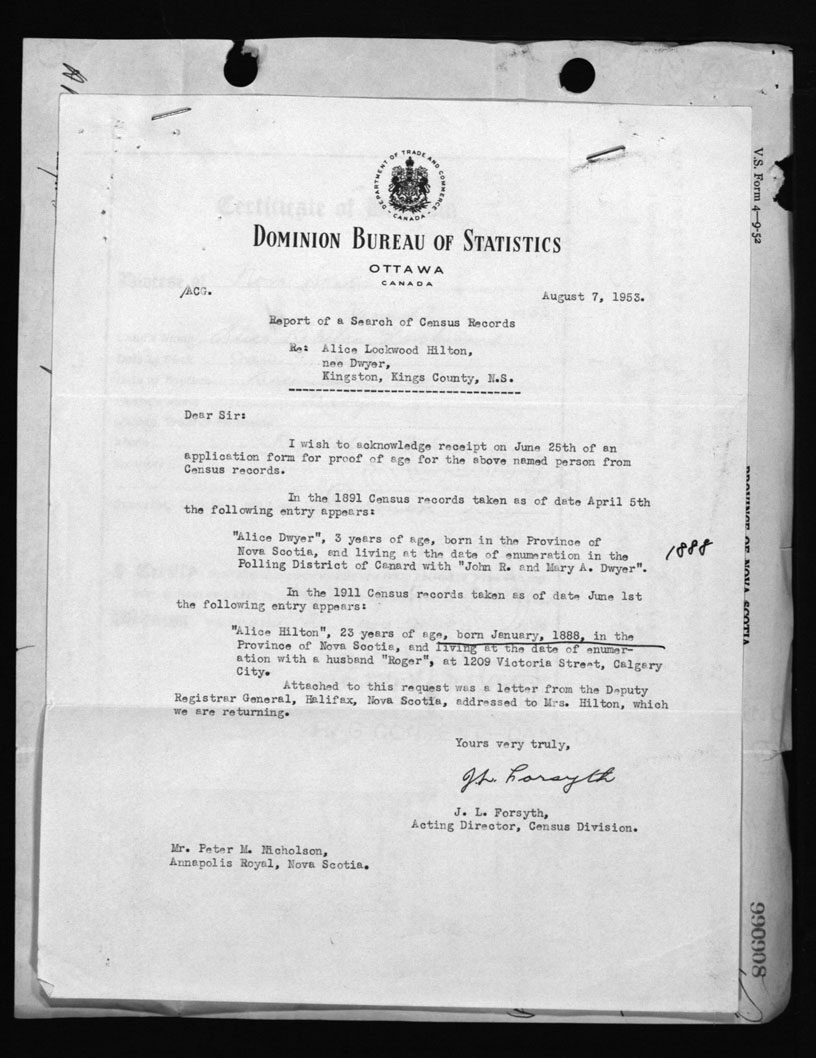 V.S. Form 4—9-52
DEPARTMENT OF TRADE AND COMMERCE
CANADA
DOMINION BUREAU OF STATISTICS
OTTAWA
CANADA
/ACG.
August 7, 1953.
Report of a Search of Census Records
Re: Alice Lockwood Hilton,
nee Dwyer,
Kingston, Kings County, N.S.
Dear Sir:
I wish to acknowledge receipt on June 25th of an
application form for proof of age for the above named person from
Census records.
In the 1891 Census records taken as of date April 5th
the following entry appears:
"Alice Dwyer", 3 years of age, born in the Province of
Nova Scotia, and living at the date of enumeration in the
Polling District of Canard with "John R. and Mary A. Dwyer".
1888
In the 1911 Census records taken as of date June 1st
the following entry appears:
"Alice Hilton", 23 years of age, born January, 1888, in the
Province of Nova Scotia, and living at the date of enumer-
ation with a husband "Roger", at 1209 Victoria Street, Calgary
City.
Attached to this request was a letter from the Deputy
Registrar General, Halifax, Nova Scotia, addressed to Mrs. Hilton, which
we are returning.
Yours very truly,
J. L. Forsyth
J. L. Forsyth,
Acting Director, Census Division.
Mr. Peter M. Nicholson,
Annapolis Royal, Nova Scotia.
PROVINCE OF NOVA SCOTIA
990908